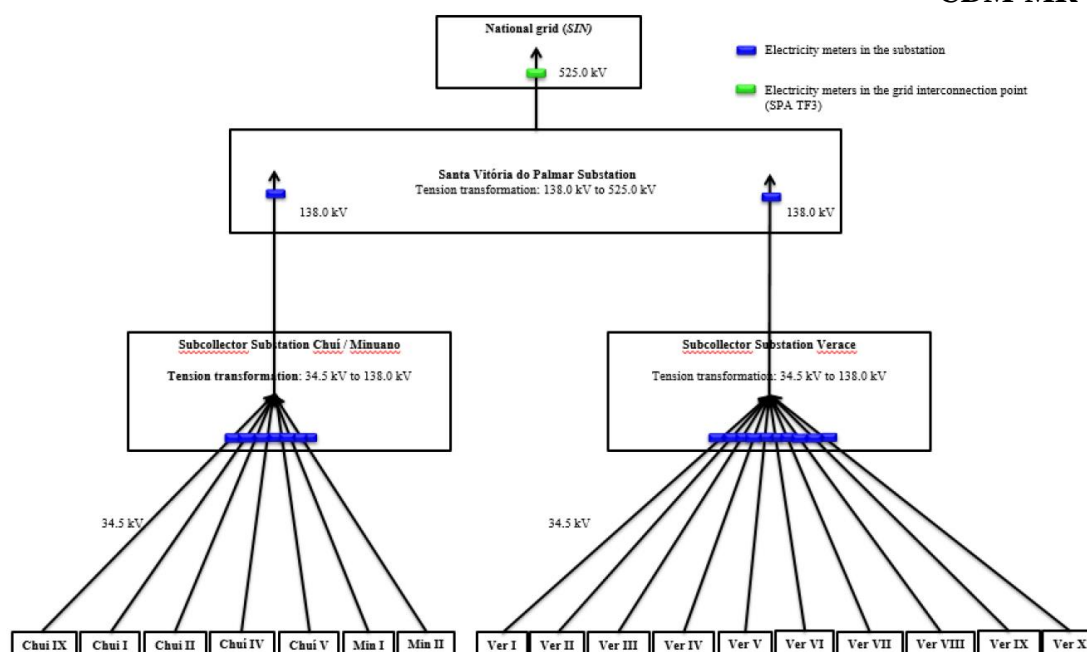 National grid (SIN)
525.0 kV
Electricity meters in the substation
Electricity meters in the grid interconnection point
(SPA TF3)
Santa Vitória do Palmar Substation
Tension transformation: 138.0 kV to 525.0 kV
138.0 kV
138.0 kV
Subcollector Substation Chuí / Minuano
Tension transformation: 34.5 kV to 138.0 kV
Subcollector Substation Verace
Tension transformation: 34.5 kV to 138.0 kV
34.5 kV
34.5 kV
Chui IX
Chui I
Chui II
Chuí IV
Chuí V
Min I
Min II
Ver I
Ver II
Ver III
Ver IV
Ver V
Ver VI
Ver VII
Ver VIII
Ver IX
Ver X